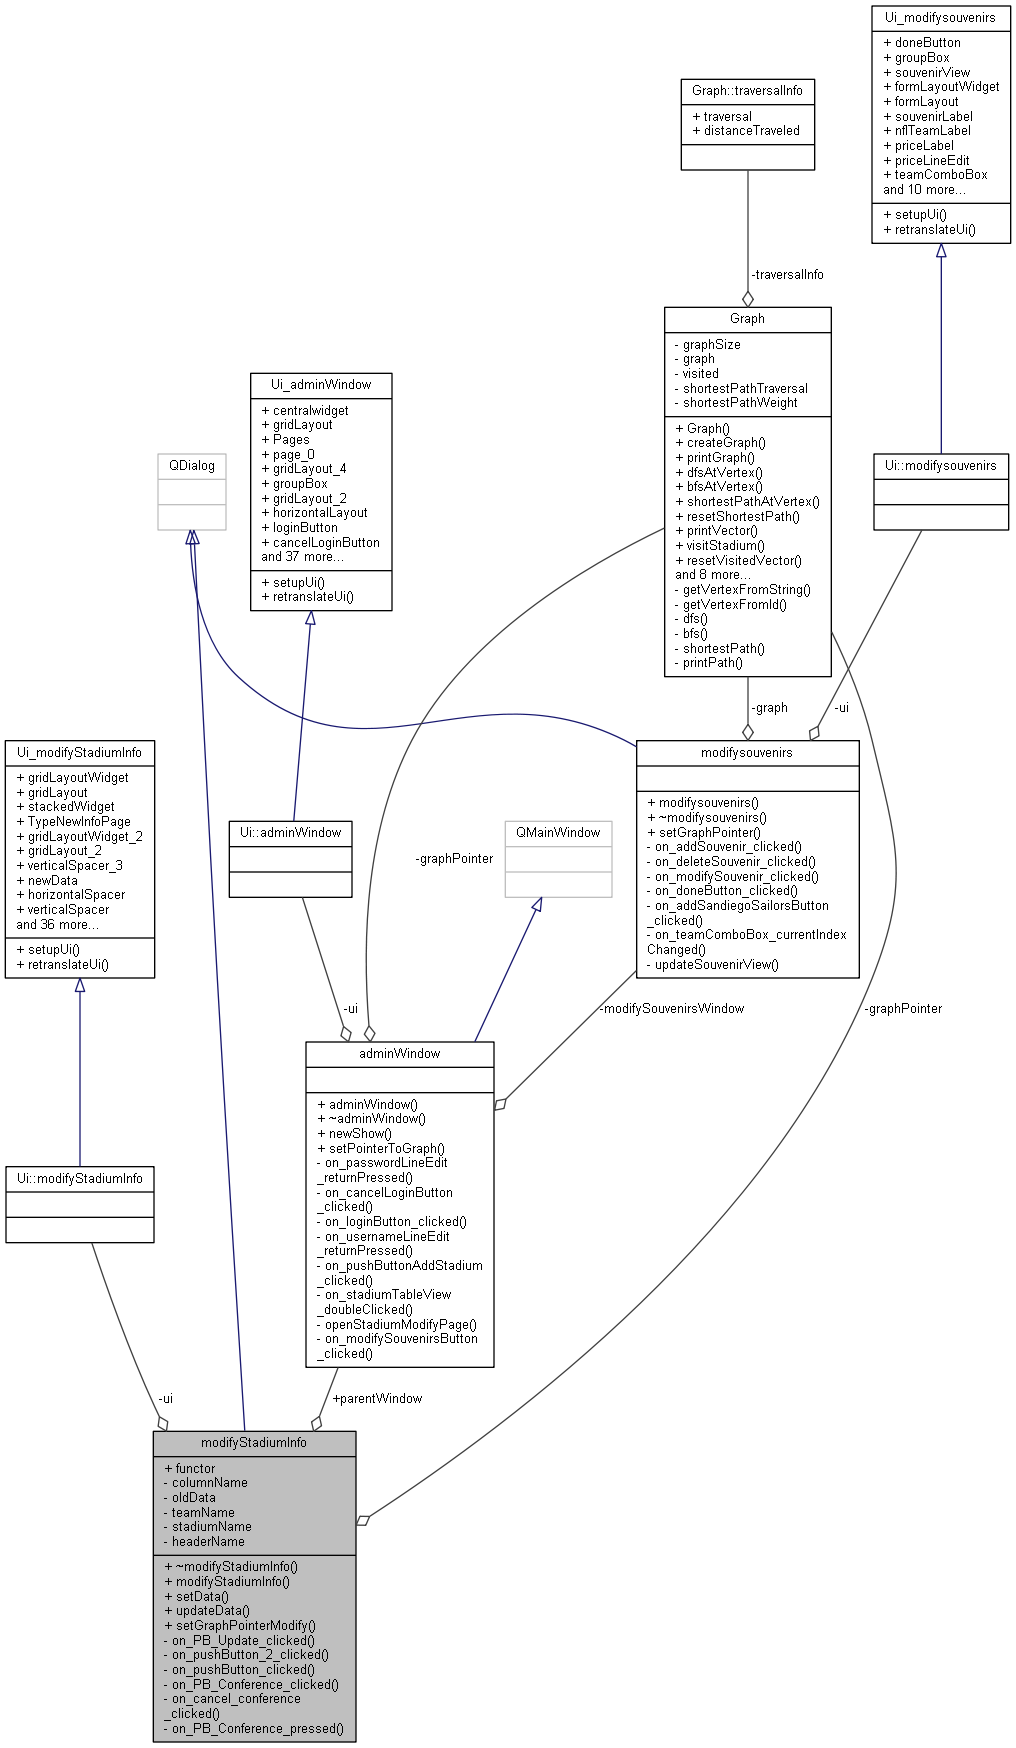 Ui_modifysouvenirs
+ doneButton
+ groupBox
+ souvenirView
+ formLayoutWidget
+ formLayout
+ souvenirLabel
+ nflTeamLabel
+ priceLabel
+ priceLineEdit
+ teamComboBox
and 10 more...
+ setupUi()
+ retranslateUi()
Graph::traversalInfo
+ traversal
+ distanceTraveled
-traversalInfo
Graph
- graphSize
- graph
- visited
- shortestPathTraversal
- shortestPathWeight
+ Graph()
+ createGraph()
+ printGraph()
+ dfsAtVertex()
+ bfsAtVertex()
+ shortestPathAtVertex()
+ resetShortestPath()
+ printVector()
+ visitStadium()
+ resetVisitedVector()
and 8 more...
- getVertexFromString()
- getVertexFromId()
- dfs()
- bfs()
- shortestPath()
- printPath()
Ui_adminWindow
+ centralwidget
+ gridLayout
+ Pages
+ page_0
+ gridLayout_4
+ groupBox
+ gridLayout_2
+ horizontalLayout
+ loginButton
+ cancelLoginButton
and 37 more...
+ setupUi()
+ retranslateUi()
QDialog
Ui::modifysouvenirs
-graph
-ui
Ui_modifyStadiumInfo
+ gridLayoutWidget
+ gridLayout
+ stackedWidget
+ TypeNewInfoPage
+ gridLayoutWidget_2
+ gridLayout_2
+ verticalSpacer_3
+ newData
+ horizontalSpacer
+ verticalSpacer
and 36 more...
+ setupUi()
+ retranslateUi()
modifysouvenirs
+ modifysouvenirs()
+ ~modifysouvenirs()
+ setGraphPointer()
- on_addSouvenir_clicked()
- on_deleteSouvenir_clicked()
- on_modifySouvenir_clicked()
- on_doneButton_clicked()
- on_addSandiegoSailorsButton
_clicked()
- on_teamComboBox_currentIndex
Changed()
- updateSouvenirView()
Ui::adminWindow
QMainWindow
-graphPointer
-ui
-modifySouvenirsWindow
-graphPointer
adminWindow
+ adminWindow()
+ ~adminWindow()
+ newShow()
+ setPointerToGraph()
- on_passwordLineEdit
_returnPressed()
- on_cancelLoginButton
_clicked()
- on_loginButton_clicked()
- on_usernameLineEdit
_returnPressed()
- on_pushButtonAddStadium
_clicked()
- on_stadiumTableView
_doubleClicked()
- openStadiumModifyPage()
- on_modifySouvenirsButton
_clicked()
Ui::modifyStadiumInfo
-ui
+parentWindow
modifyStadiumInfo
+ functor
- columnName
- oldData
- teamName
- stadiumName
- headerName
+ ~modifyStadiumInfo()
+ modifyStadiumInfo()
+ setData()
+ updateData()
+ setGraphPointerModify()
- on_PB_Update_clicked()
- on_pushButton_2_clicked()
- on_pushButton_clicked()
- on_PB_Conference_clicked()
- on_cancel_conference
_clicked()
- on_PB_Conference_pressed()